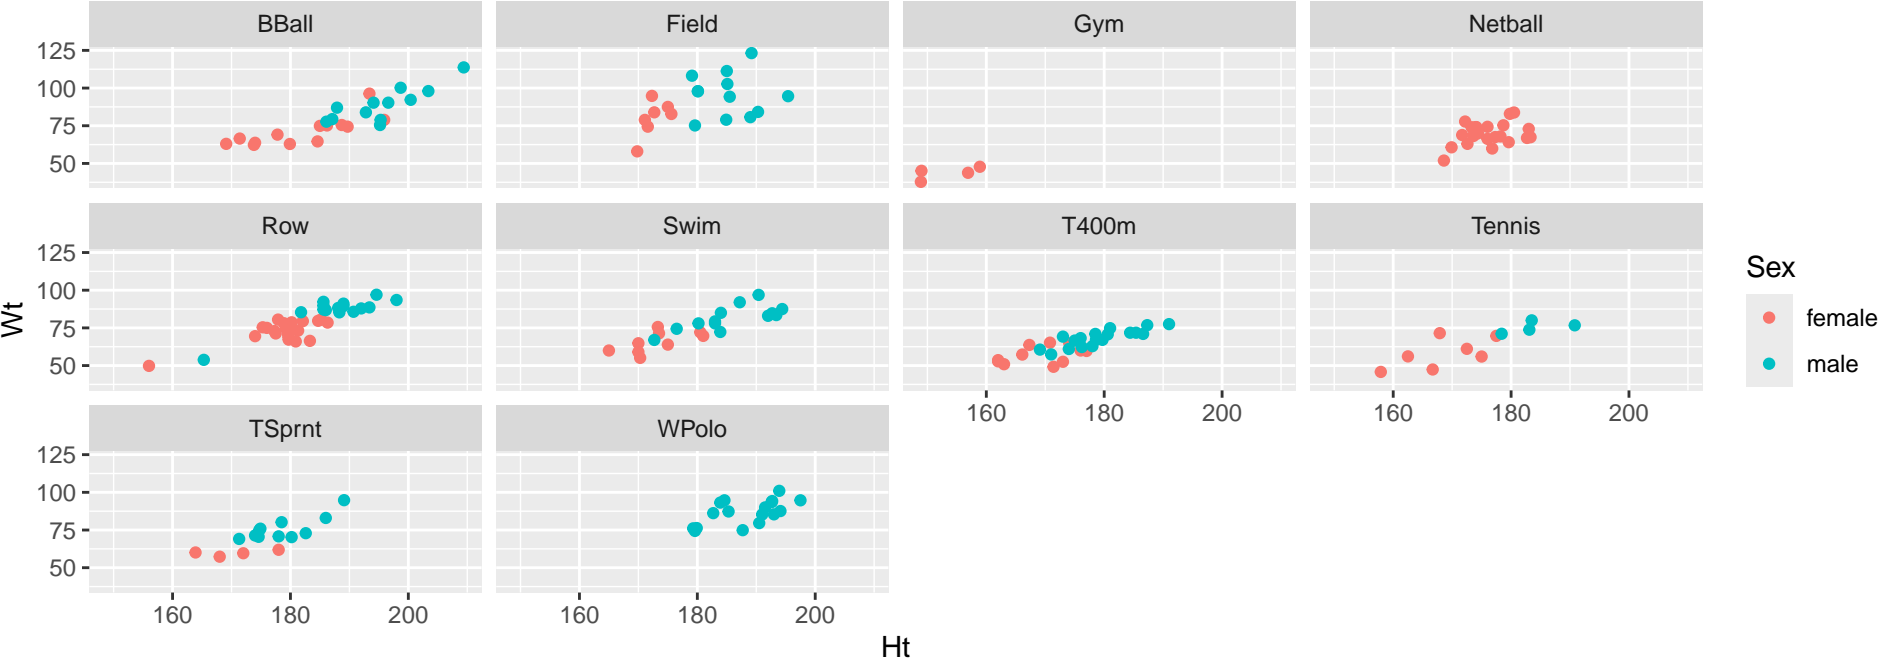 BBall Field Gym Netball
125
100
75
50
Row Swim T400m Tennis
125
100
75
50
160 180 200 160 180 200
TSprnt WPolo
125
100
75
50
160 180 200 160 180 200
Ht
Wt
Sex
female
male